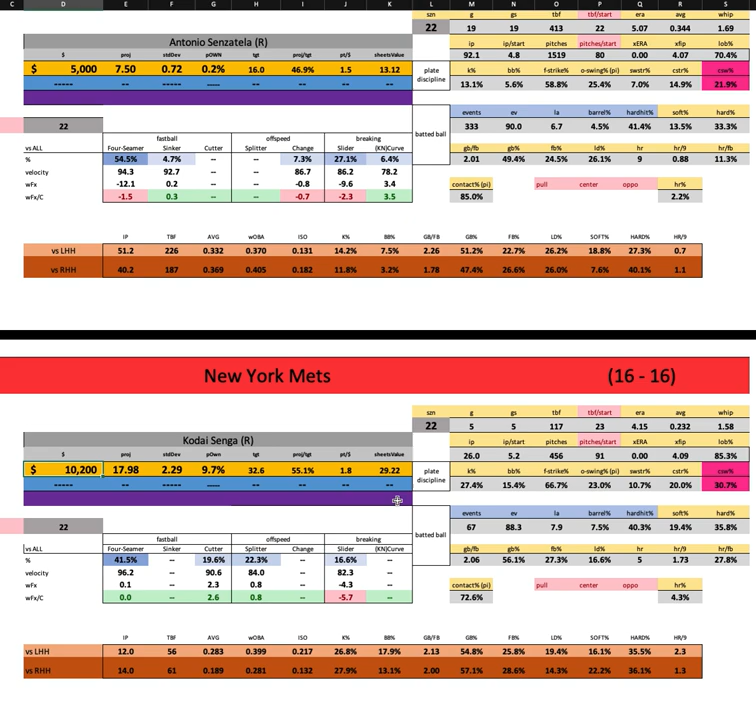 C D E F G H I J K L M N O P Q R S
szn g gs tbf tbf/start era avg whip
22 19 19 413 22 5.07 0.349 1.69
Antonio Senzatela (R)
ip ip/start pitches pitches/start xERA xfip lob%
92.1 4.8 1519 80 0.00 4.07 70.4%
$ proj stdDev pOWN tgt proj/tgt pt/$ sheetsValue
$ 5,000 7.50 0.72 0.2% 16.0 46.9% 1.5 13.12
plate discipline
k% bb% f-strike% o-swing% (pi) swstr% cstr% csw%
13.1% 5.6% 58.8% 25.4% 7.0% 14.9% 21.9%
----- -- -- — -- -- -- --
events ev la barrel% hardhit% soft% hard%
333 90.0 6.7 4.5% 41.4% 13.5% 33.3%
22
batted ball
fastball offspeed breaking
vs ALL Four-Seamer Sinker Cutter Splitter Change Slider (KN)Curve
gb/fb gb% fb% ld% hr hr/9 hr/fb
2.01 49.4% 24.5% 26.1% 9 0.88 11.3%
% 54.5% 4.7% -- -- 7.3% 27.1% 6.4%
velocity 94.3 92.7 -- -- 86.7 86.2 78.2
wFx -12.1 0.2 -- -- -0.8 -9.6 3.4
wFx/C -1.5 0.3 -- -- -0.7 -2.3 3.5
contact% (pi) pull center oppo hr%
85.0% 2.2%
IP TBF AVG wOBA ISO K% BB% GB/FB GB% FB% LD% SOFT% HARD% HR/9
vs LHH 51.2 226 0.332 0.370 0.131 14.2% 7.5% 2.26 51.2% 22.7% 26.2% 18.8% 27.3% 0.7
vs RHH 40.2 187 0.369 0.405 0.182 11.8% 3.2% 1.78 47.4% 26.6% 26.0% 7.6% 40.1% 1.1
New York Mets (16 - 16)
szn g gs tbf tbf/start era avg whip
22 5 5 117 23 4.15 0.232 1.58
Kodai Senga (R)
ip ip/start pitches pitches/start xERA xfip lob%
26.0 5.2 456 91 0.00 4.09 85.3%
$ proj stdDev pOwn tgt proj/tgt pt/$ sheetsValue
$ 10,200 17.98 2.29 9.7% 32.6 55.1% 1.8 29.22
plate discipline
k% bb% f-strike% o-swing% (pi) swstr% cstr% csw%
27.4% 15.4% 66.7% 23.0% 10.7% 20.0% 30.7%
----- -- -- — -- -- -- --
events ev la barrel% hardhit% soft% hard%
67 88.3 7.9 7.5% 40.3% 19.4% 35.8%
22
batted ball
fastball offspeed breaking
vs ALL Four-Seamer Sinker Cutter Splitter Change Slider (KN)Curve
gb/fb gb% fb% ld% hr hr/9 hr/fb
2.06 56.1% 27.3% 16.6% 5 1.73 27.8%
% 41.5% -- 19.6% 22.3% -- 16.6% --
velocity 96.2 -- 90.6 84.0 -- 82.3 --
wFx 0.1 -- 2.3 0.8 -- -4.3 --
wFx/C 0.0 -- 2.6 0.8 -- -5.7 --
contact% (pi) pull center oppo hr%
72.6% 4.3%
IP TBF AVG wOBA ISO K% BB% GB/FB GB% FB% LD% SOFT% HARD% HR/9
vs LHH 12.0 56 0.283 0.399 0.217 26.8% 17.9% 2.13 54.8% 25.8% 19.4% 16.1% 35.5% 2.3
vs RHH 14.0 61 0.189 0.281 0.132 27.9% 13.1% 2.00 57.1% 28.6% 14.3% 22.2% 36.1% 1.3